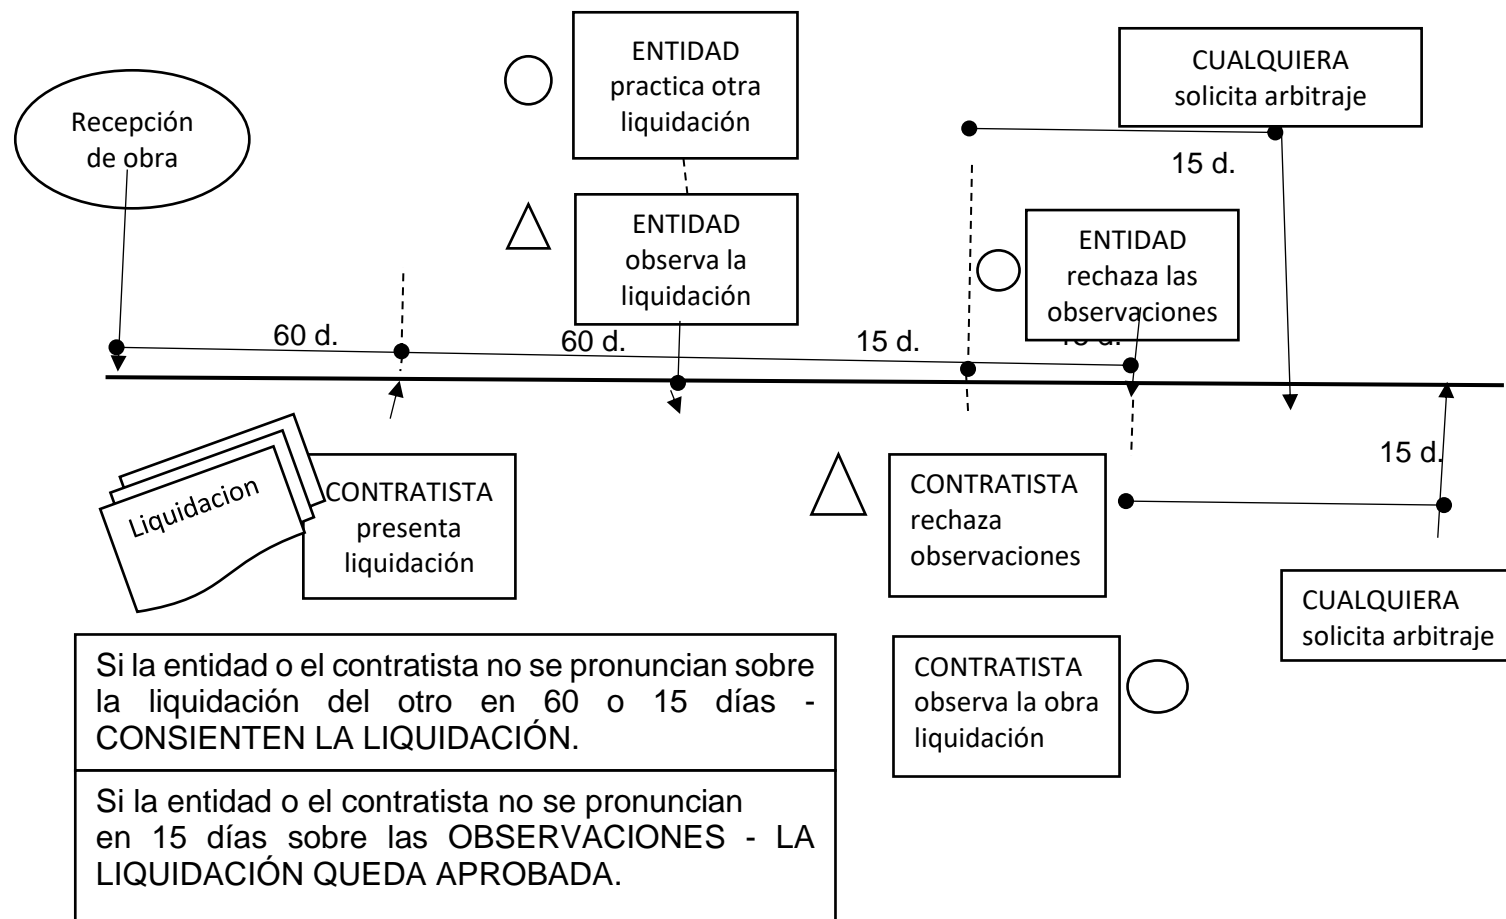 ENTIDAD
practica otra
liquidación
CUALQUIERA
solicita arbitraje
Recepción
de obra
15 d.
ENTIDAD
observa la
liquidación
ENTIDAD
rechaza las
observaciones
60 d.
60 d.
15 d.
15 d.
Liquidacion
CONTRATISTA
presenta
liquidación
CONTRATISTA
rechaza
observaciones
CUALQUIERA
solicita arbitraje
CONTRATISTA
observa la obra
liquidación
Si la entidad o el contratista no se pronuncian sobre
la liquidación del otro en 60 o 15 días -
CONSIENTEN LA LIQUIDACIÓN.
Si la entidad o el contratista no se pronuncian
en 15 días sobre las OBSERVACIONES - LA
LIQUIDACIÓN QUEDA APROBADA.